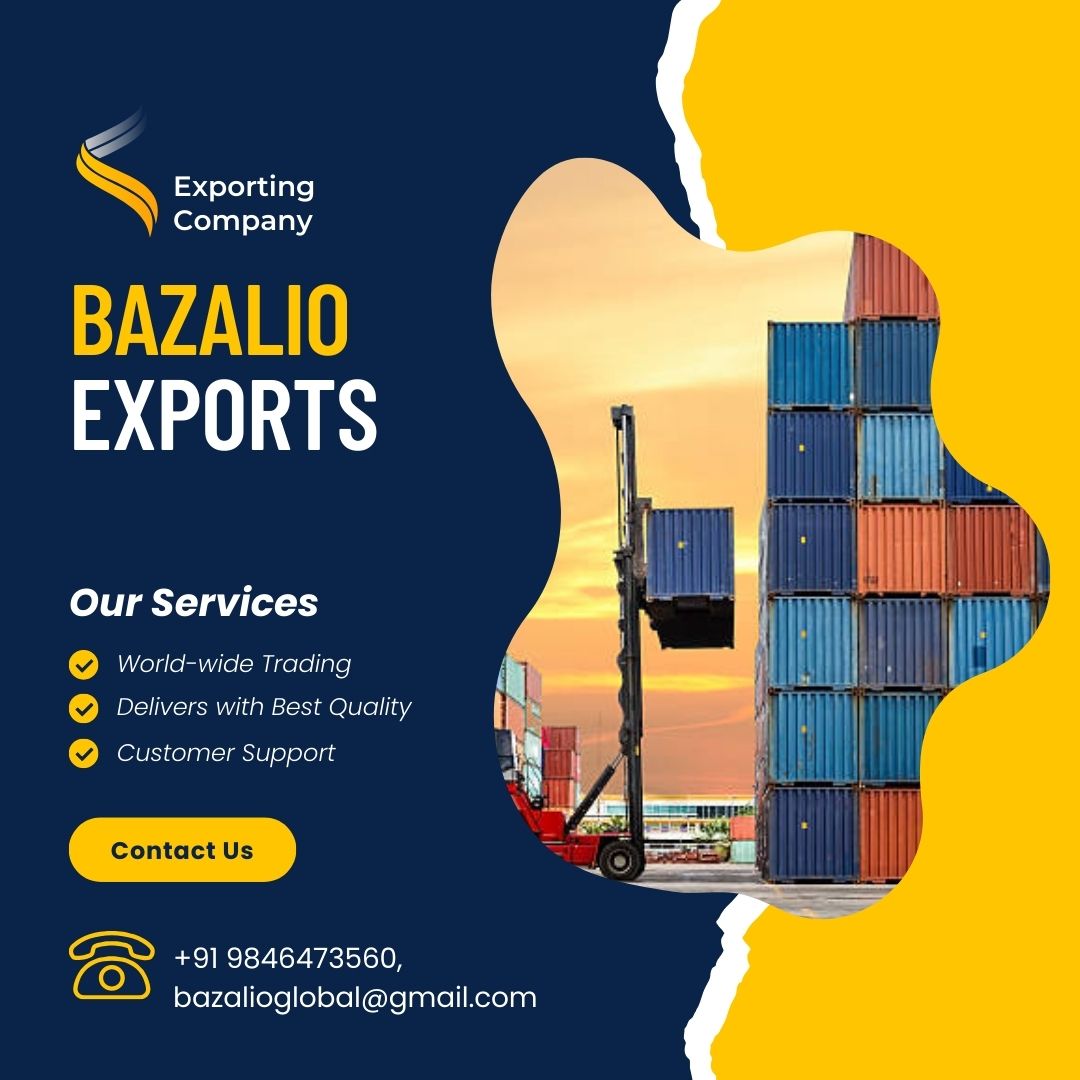 Exporting
Company
BAZALIO
EXPORTS
Our Services
World-wide Trading
Delivers with Best Quality
Customer Support
Contact Us
+91 9846473560,
bazalioglobal@gmail.com